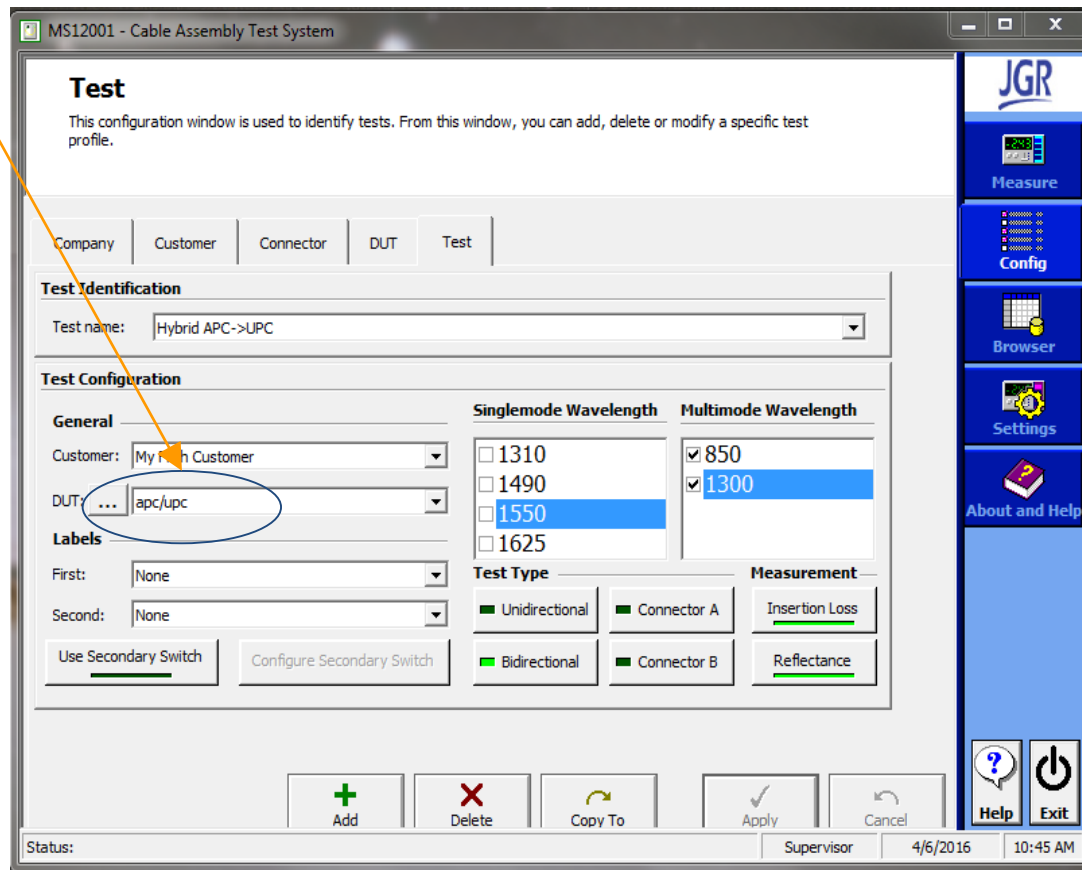 MS12001 - Cable Assembly Test System
X
Test
This configuration window is used to identify tests. From this window, you can add, delete or modify a specific test
profile.
JGR
Measure
Config
Browser
Settings
About and Help
Company Customer Connector DUT Test
Test Identification
Test name: Hybrid APC->UPC
Test Configuration
General
Customer: My Customer
DUT: ... apc/upc
Labels
First: None
Second: None
Use Secondary Switch Configure Secondary Switch
Singlemode Wavelength Multimode Wavelength
1310 850
1490 1300
1550
1625
Test Type Measurement
Unidirectional Connector A Insertion Loss
Bidirectional Connector B Reflectance
Add Delete Copy To Apply Cancel
? Help Exit
Status: Supervisor 4/6/2016 10:45 AM